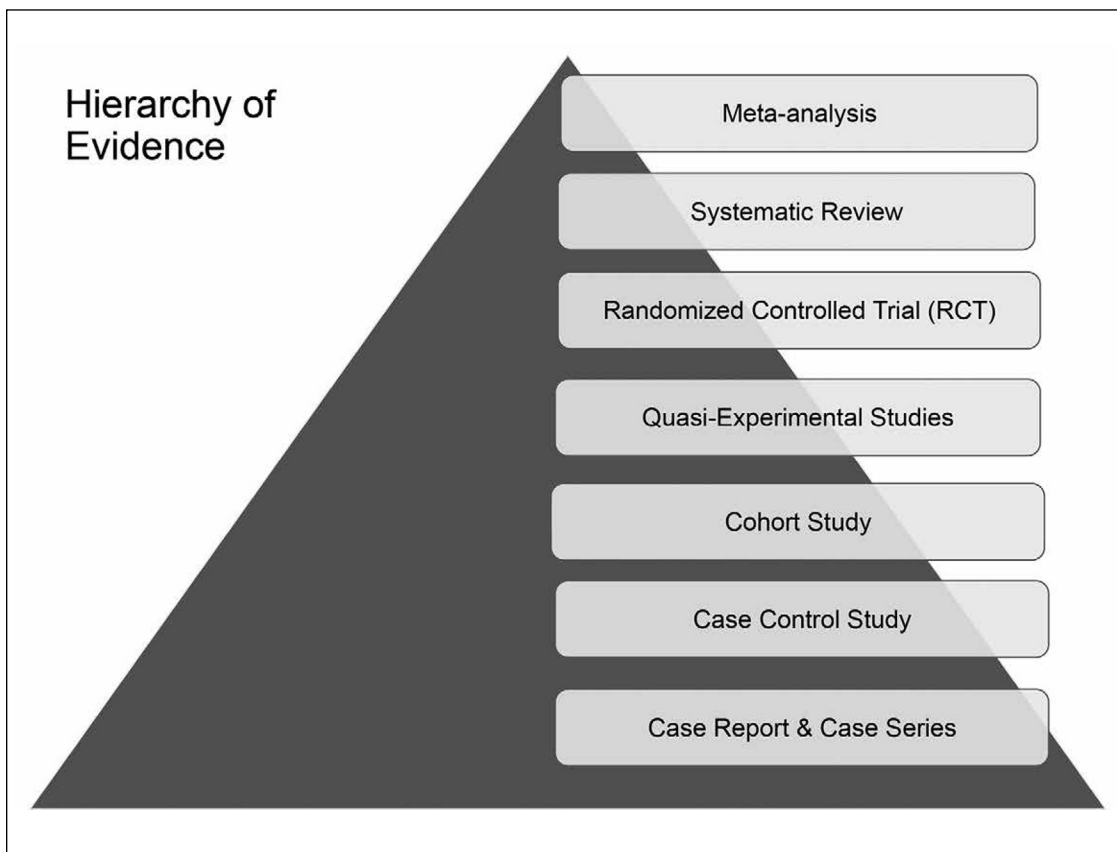 Hierarchy of
Evidence
Meta-analysis
Systematic Review
Randomized Controlled Trial (RCT)
Quasi-Experimental Studies
Cohort Study
Case Control Study
Case Report & Case Series